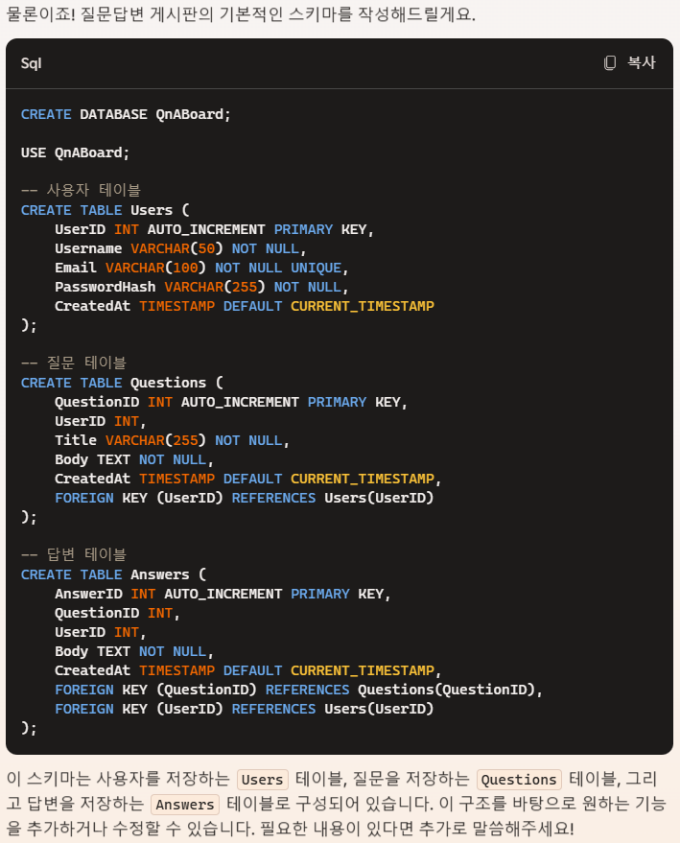 물론이죠! 질문답변 게시판의 기본적인 스키마를 작성해드릴게요.
Sql 복사
CREATE DATABASE QnABoard;
USE QnABoard;
-- 사용자 테이블
CREATE TABLE Users (
    UserID INT AUTO_INCREMENT PRIMARY KEY,
    Username VARCHAR(50) NOT NULL,
    Email VARCHAR(100) NOT NULL UNIQUE,
    PasswordHash VARCHAR(255) NOT NULL,
    CreatedAt TIMESTAMP DEFAULT CURRENT_TIMESTAMP
);
-- 질문 테이블
CREATE TABLE Questions (
    QuestionID INT AUTO_INCREMENT PRIMARY KEY,
    UserID INT,
    Title VARCHAR(255) NOT NULL,
    Body TEXT NOT NULL,
    CreatedAt TIMESTAMP DEFAULT CURRENT_TIMESTAMP,
    FOREIGN KEY (UserID) REFERENCES Users(UserID)
);
-- 답변 테이블
CREATE TABLE Answers (
    AnswerID INT AUTO_INCREMENT PRIMARY KEY,
    QuestionID INT,
    UserID INT,
    Body TEXT NOT NULL,
    CreatedAt TIMESTAMP DEFAULT CURRENT_TIMESTAMP,
    FOREIGN KEY (QuestionID) REFERENCES Questions(QuestionID),
    FOREIGN KEY (UserID) REFERENCES Users(UserID)
);
이 스키마는 사용자를 저장하는 Users 테이블, 질문을 저장하는 Questions 테이블, 그리
고 답변을 저장하는 Answers 테이블로 구성되어 있습니다. 이 구조를 바탕으로 원하는 기능
을 추가하거나 수정할 수 있습니다. 필요한 내용이 있다면 추가로 말씀해주세요!